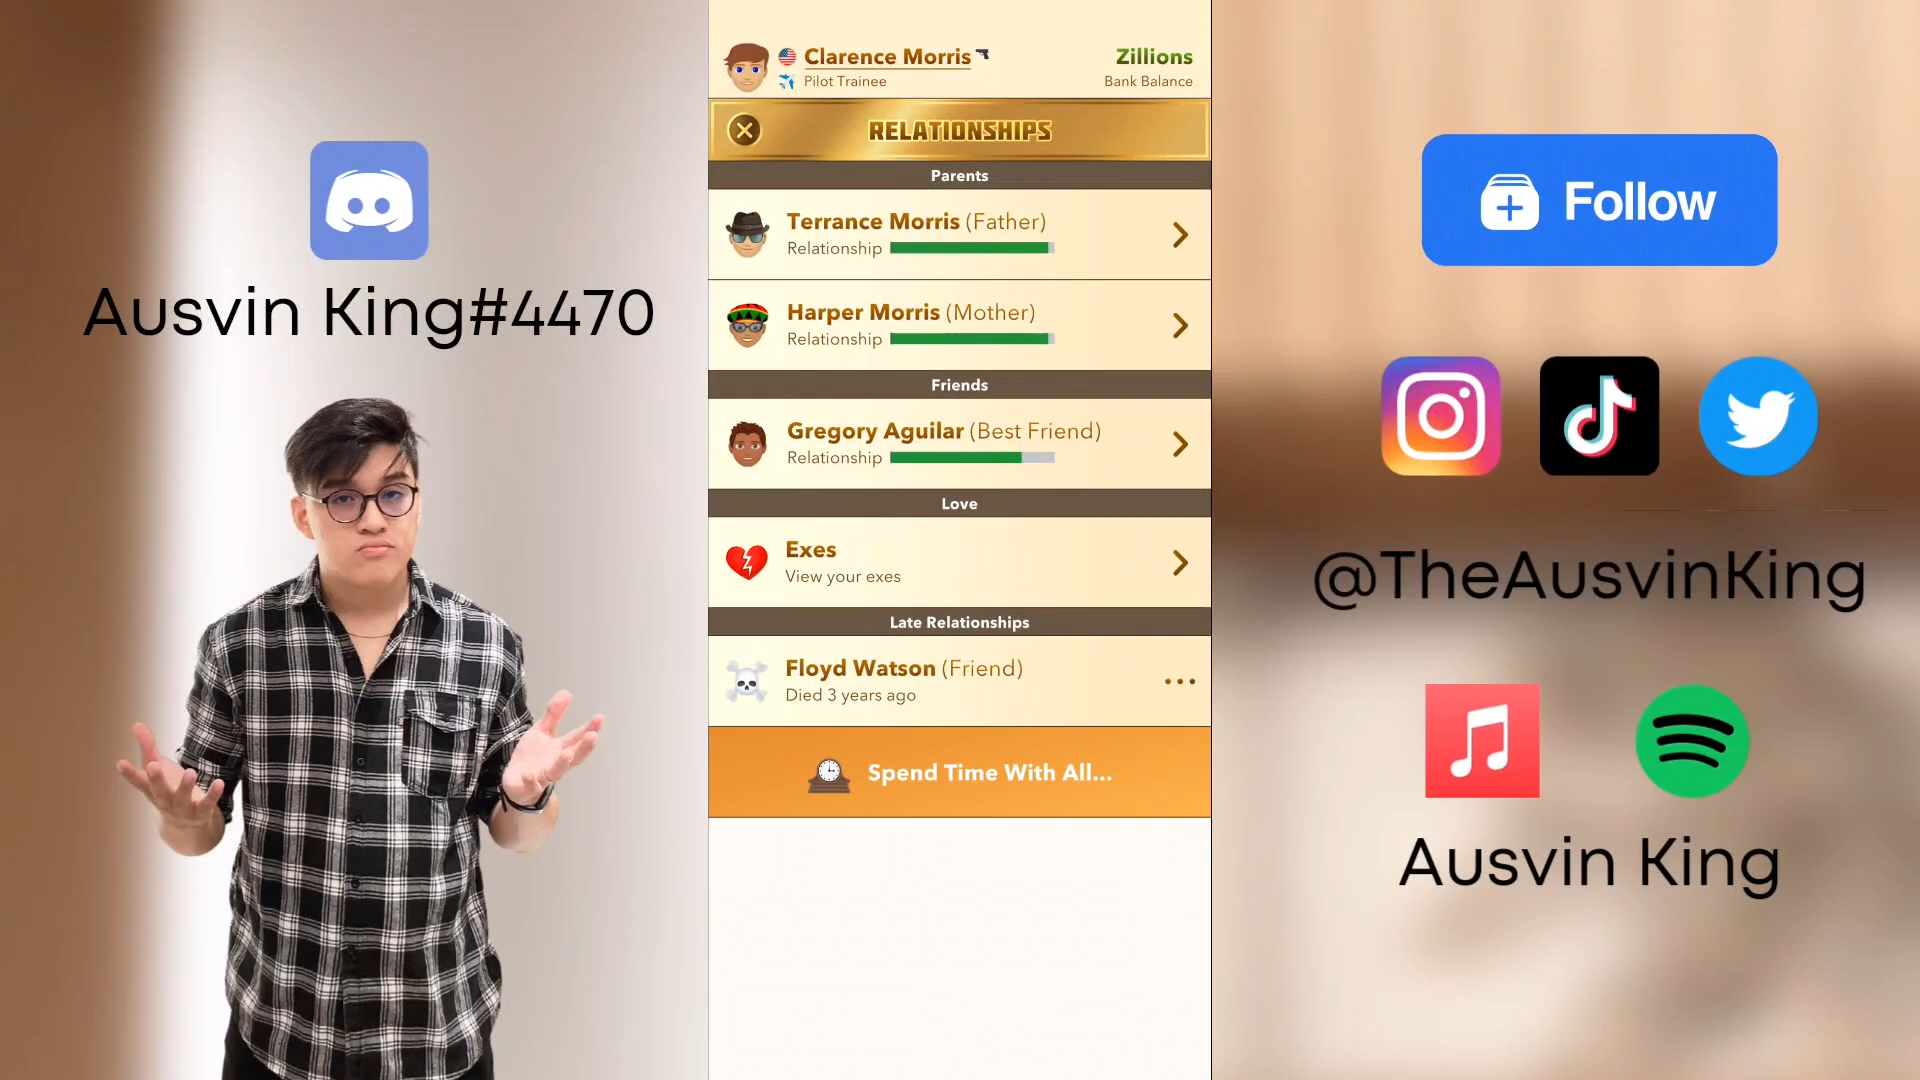 Ausvin King#4470
Clarence Morris
Pilot Trainee
Zillions
Bank Balance
RELATIONSHIPS
Parents
Terrance Morris (Father)
Relationship
Harper Morris (Mother)
Relationship
Friends
Gregory Aguilar (Best Friend)
Relationship
Love
Exes
View your exes
Late Relationships
Floyd Watson (Friend)
Died 3 years ago
Spend Time With All...
Follow
@TheAusvinKing
Ausvin King